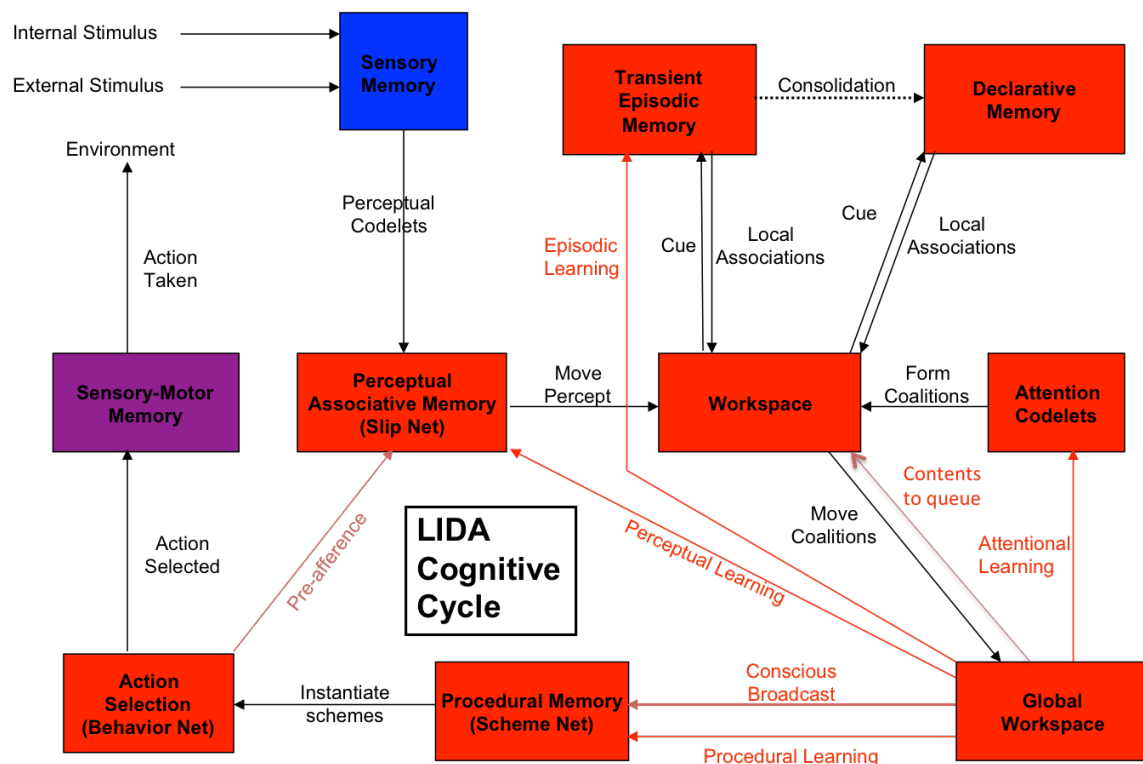 Internal Stimulus
External Stimulus
Sensory
Memory
Transient
Episodic
Memory
Consolidation
Declarative
Memory
Environment
Perceptual
Codelets
Episodic
Learning
Cue
Local
Associations
Cue
Local
Associations
Action
Taken
Sensory-Motor
Memory
Perceptual
Associative Memory
(Slip Net)
Move
Percept
Workspace
Form
Coalitions
Attention
Codelets
Contents
to queue
Move
Coalitions
Attentional
Learning
Action
Selected
Pre-afference
LIDA
Cognitive
Cycle
Perceptual Learning
Action
Selection
(Behavior Net)
Instantiate
schemes
Procedural Memory
(Scheme Net)
Conscious
Broadcast
Procedural Learning
Global
Workspace